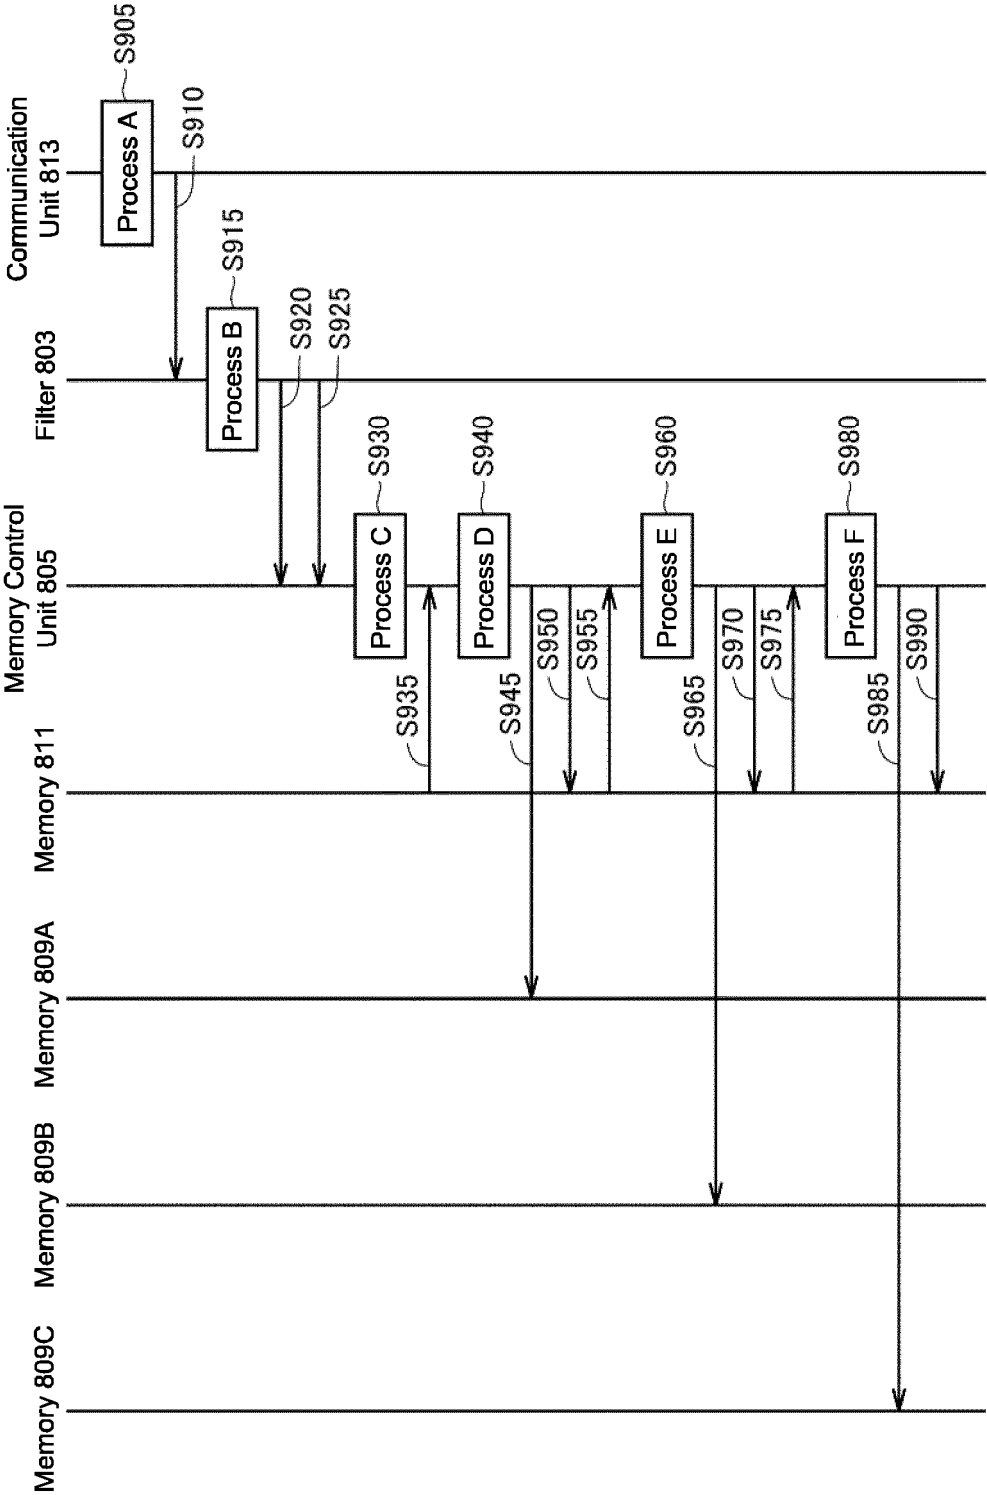 Memory 809C
Memory 809B
Memory 809A
Memory 811
Memory Control
Unit 805
Filter 803
Communication
Unit 813
Process A
S905
S910
Process B
S915
S920
S925
Process C
S930
S935
Process D
S940
S945
S950
S955
Process E
S960
S965
S970
S975
Process F
S980
S985
S990